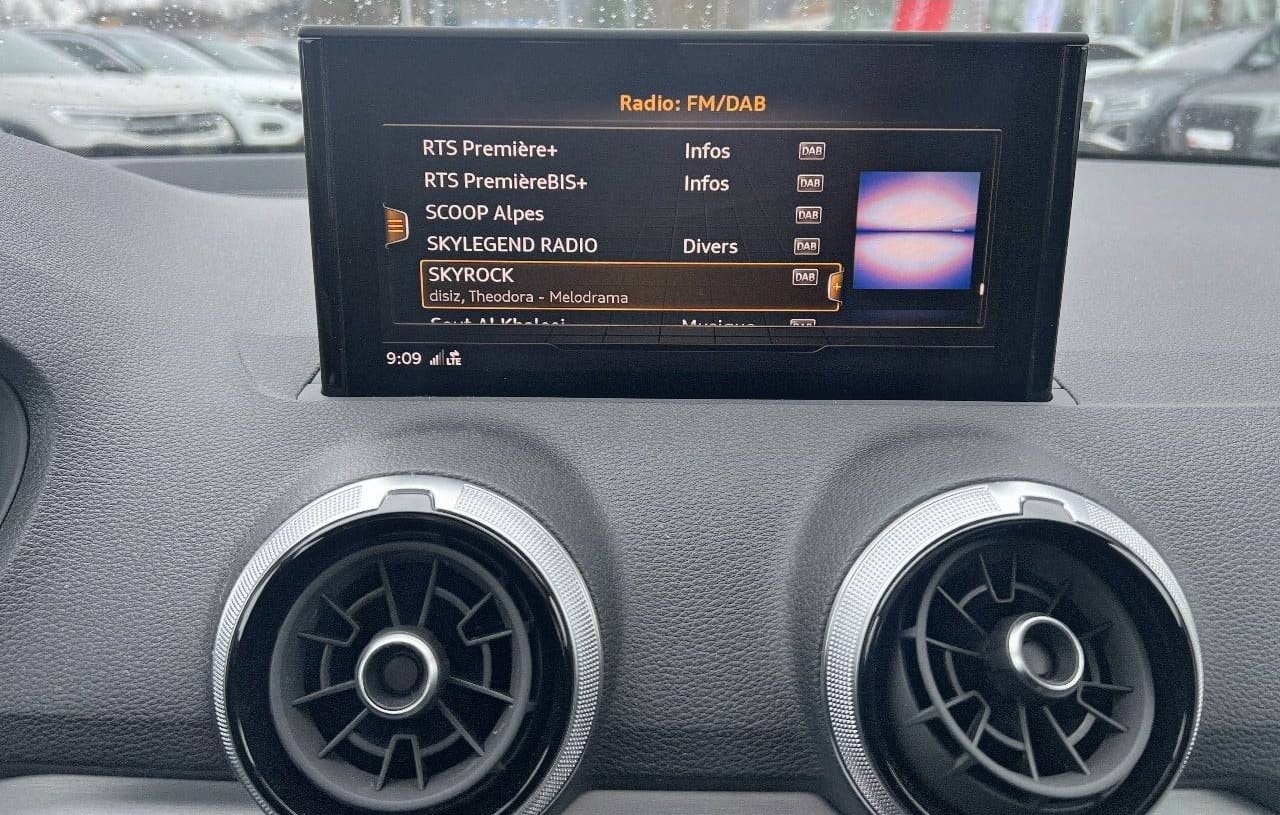 Radio: FM/DAB
RTS Première+ Infos DAB
RTS PremièreBIS+ Infos DAB
SCOOP Alpes DAB
SKYLEGEND RADIO Divers DAB
SKYROCK DAB
disiz, Theodora - Melodrama
9:09 LTE